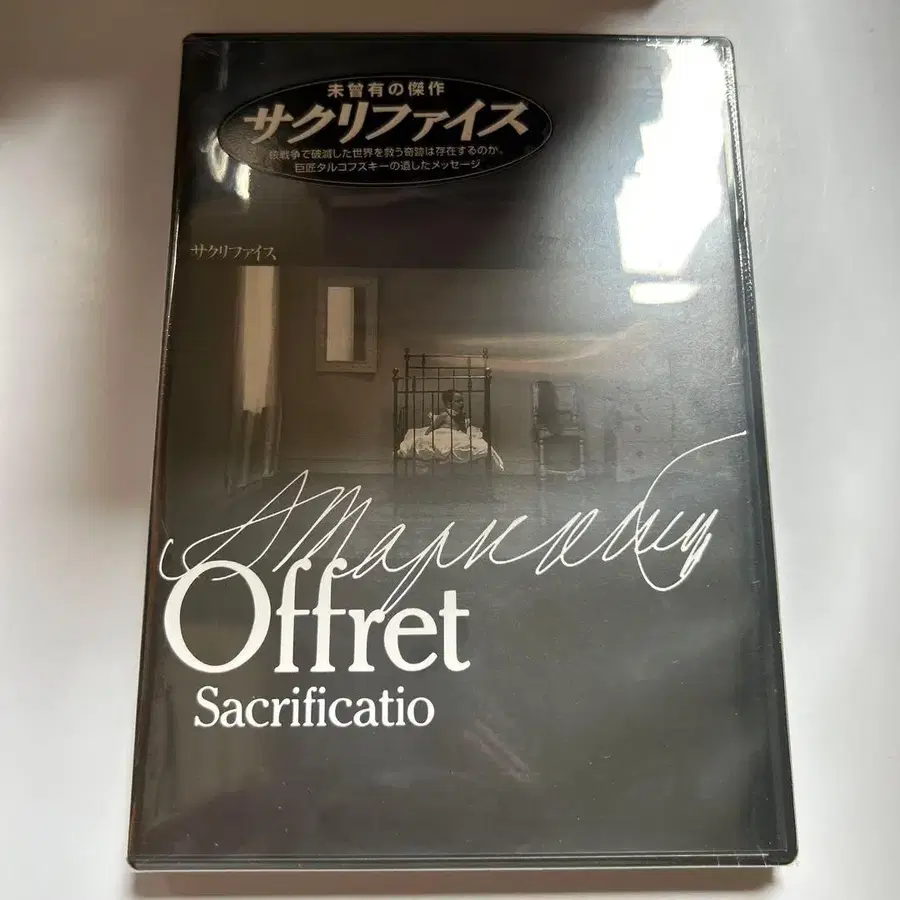 未曾有の傑作
サクリファイス
核戦争で破滅した世界を救う奇跡は存在するのか。
巨匠タルコフスキーの遺したメッセージ
サクリファイス
А Тарковский
Offret
Sacrificatio